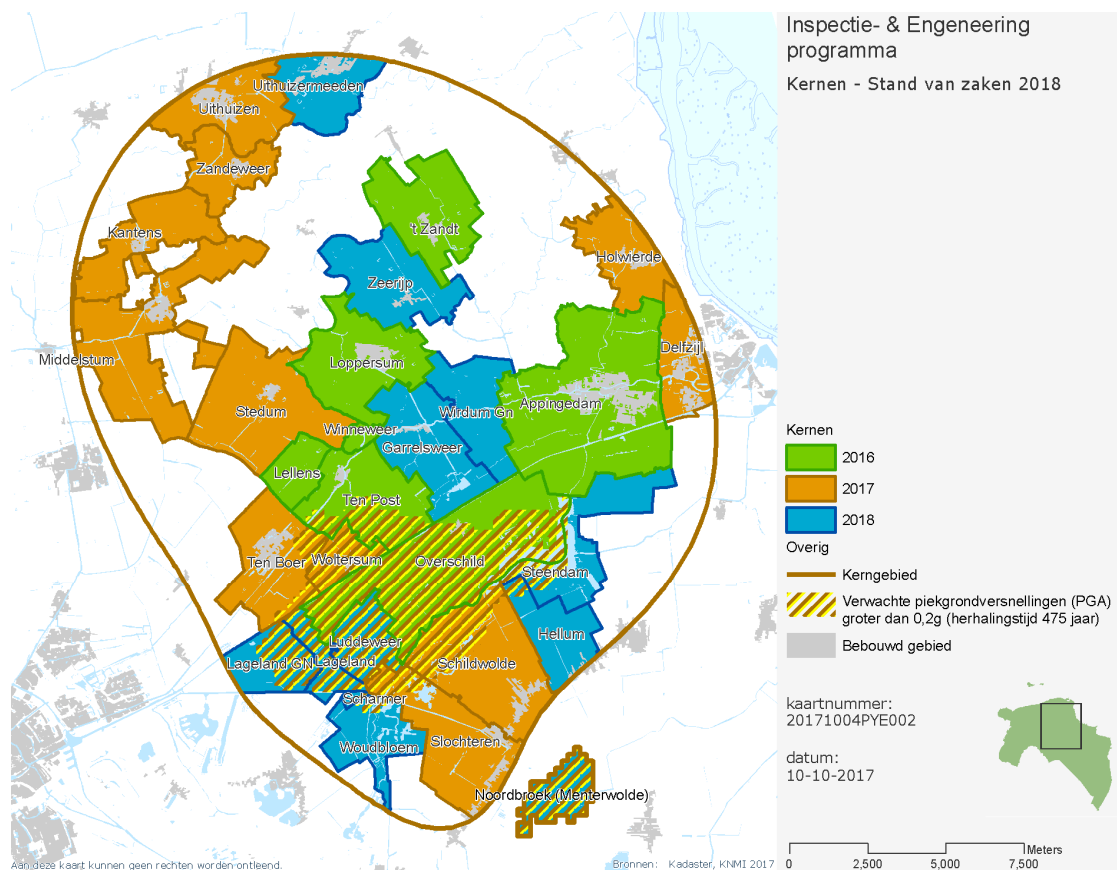 Inspectie- & Engeneering
programma
Kernen - Stand van zaken 2018
Uithuizermeeden
Uithuizen
Zandeweer
't Zandt
Kantens
Holwierde
Zeerijp
Middelstum
Loppersum
Delfzijl
Stedum
Wirdum Gn
Appingedam
Winneweer
Garrelsweer
Lellens
Ten Post
Ten Boer
Woltersum
Overschild
Steendam
Hellum
Luddeweer
Lageland GN
Lageland
Schildwolde
Scharmer
Woudbloem
Slochteren
Noordbroek (Menterwolde)
Kernen
2016
2017
2018
Overig
Kerngebied
Verwachte piekgrondversnellingen (PGA)
groter dan 0,2g (herhalingstijd 475 jaar)
Bebouwd gebied
kaartnummer:
20171004PYE002
datum:
10-10-2017
Meters
0 2,500 5,000 7,500
Aan deze kaart kunnen geen rechten worden ontleend.
Bronnen: Kadaster, KNMI 2017